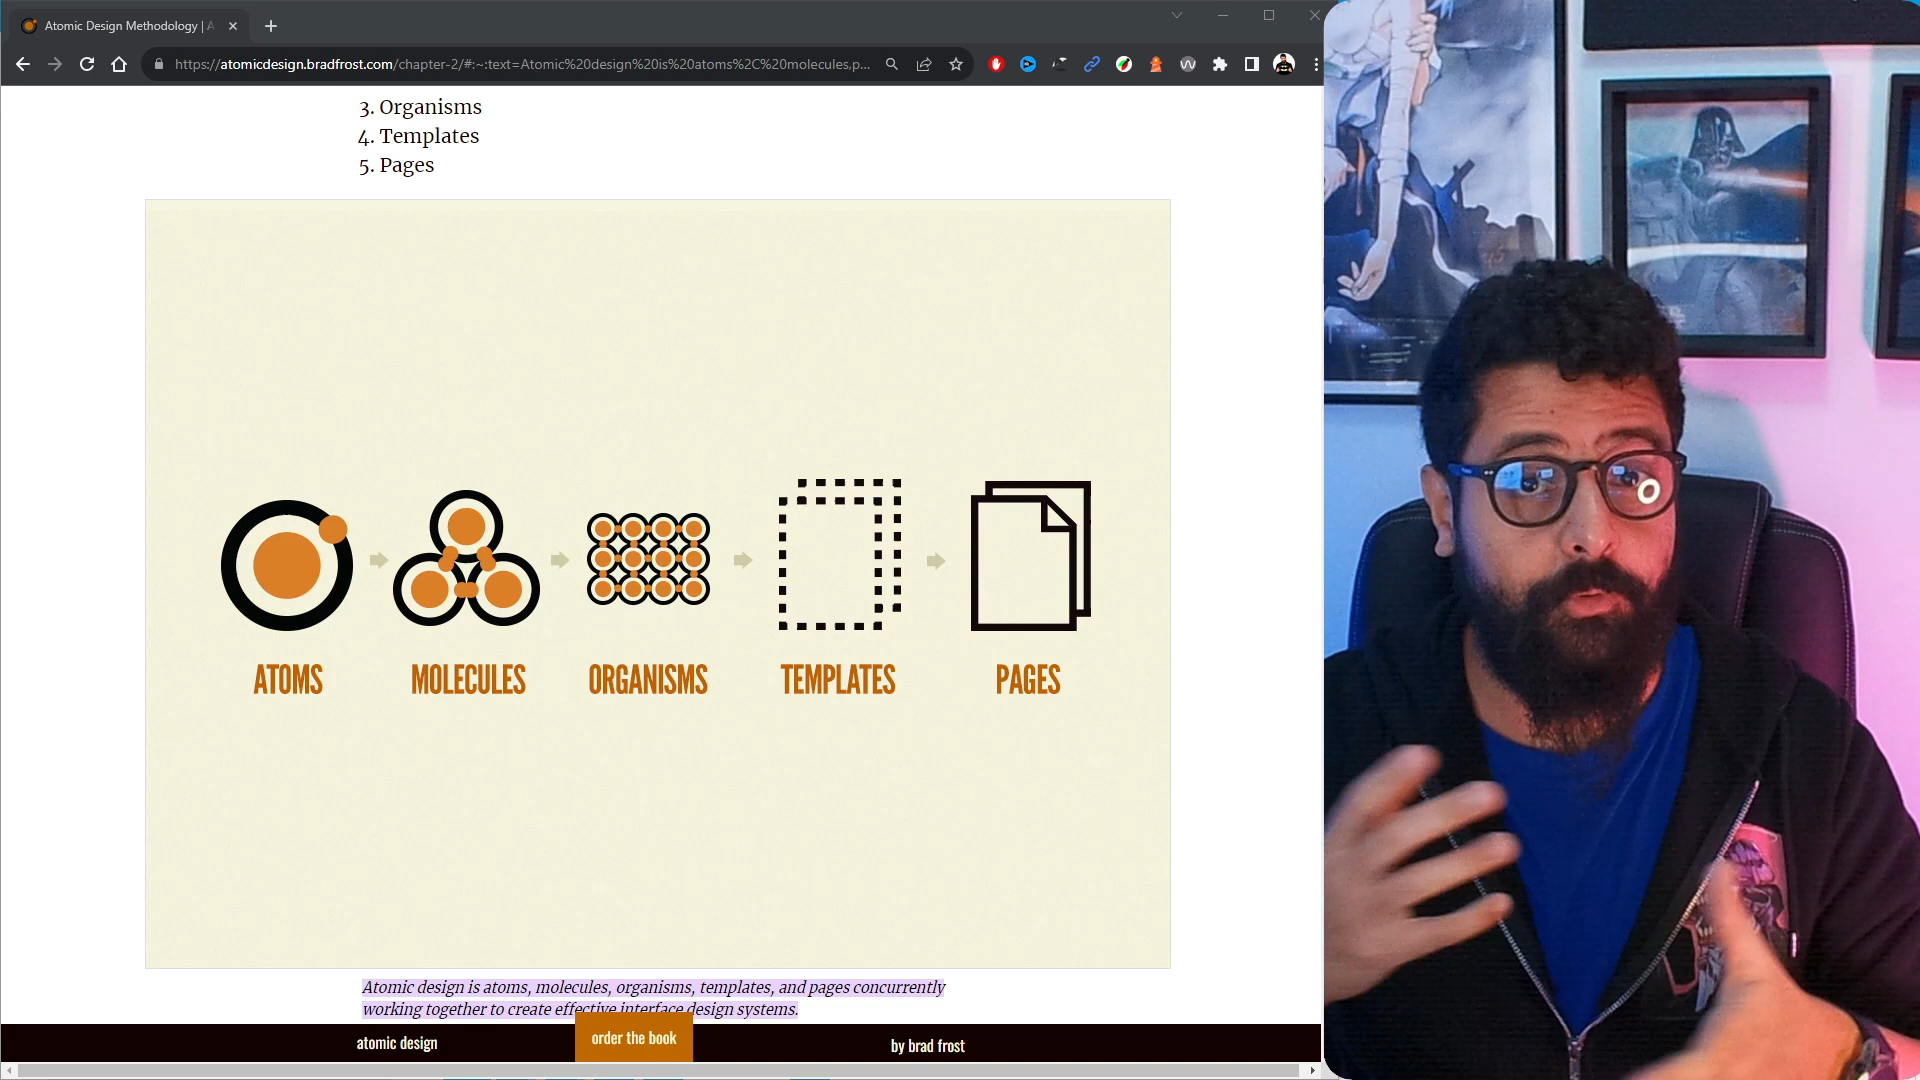 Atomic Design Methodology | A
https://atomicdesign.bradfrost.com/chapter-2/#:~:text=Atomic%20design%20is%20atoms%2C%20molecules,p...
3. Organisms
4. Templates
5. Pages
ATOMS
MOLECULES
ORGANISMS
TEMPLATES
PAGES
Atomic design is atoms, molecules, organisms, templates, and pages concurrently
working together to create effective interface design systems.
atomic design
order the book
by brad frost